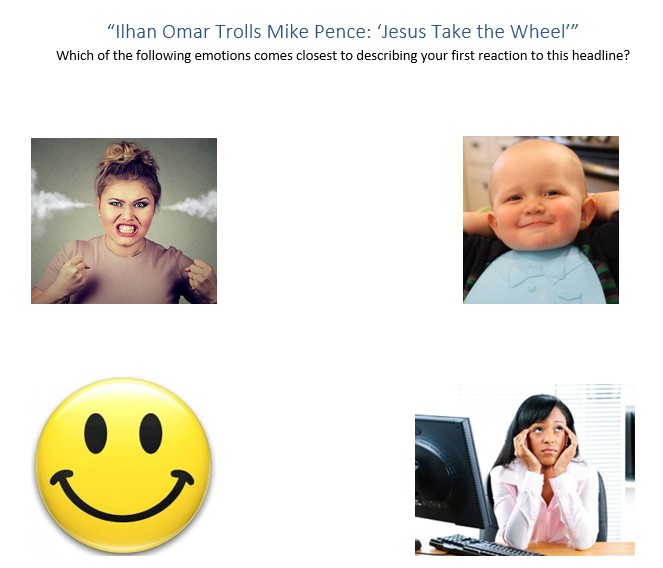 “Ilhan Omar Trolls Mike Pence: ‘Jesus Take the Wheel’”
Which of the following emotions comes closest to describing your first reaction to this headline?